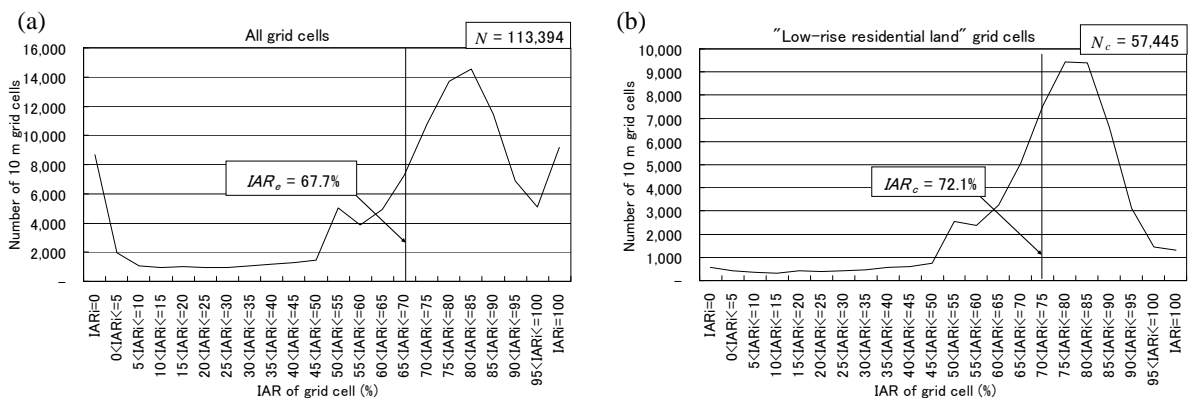 (a)
All grid cells
N = 113,394
16,000
14,000
12,000
10,000
8,000
6,000
4,000
2,000
–
Number of 10 m grid cells
IARe = 67.7%
IARi=0
0<IARi<=5
5<IARi<=10
10<IARi<=15
15<IARi<=20
20<IARi<=25
25<IARi<=30
30<IARi<=35
35<IARi<=40
40<IARi<=45
45<IARi<=50
50<IARi<=55
55<IARi<=60
60<IARi<=65
65<IARi<=70
70<IARi<=75
75<IARi<=80
80<IARi<=85
85<IARi<=90
90<IARi<=95
95<IARi<=100
IARi=100
IAR of grid cell (%)
(b)
"Low-rise residential land" grid cells
Nc = 57,445
10,000
9,000
8,000
7,000
6,000
5,000
4,000
3,000
2,000
1,000
–
Number of 10 m grid cells
IARc = 72.1%
IARi=0
0<IARi<=5
5<IARi<=10
10<IARi<=15
15<IARi<=20
20<IARi<=25
25<IARi<=30
30<IARi<=35
35<IARi<=40
40<IARi<=45
45<IARi<=50
50<IARi<=55
55<IARi<=60
60<IARi<=65
65<IARi<=70
70<IARi<=75
75<IARi<=80
80<IARi<=85
85<IARi<=90
90<IARi<=95
95<IARi<=100
IARi=100
IAR of grid cell (%)